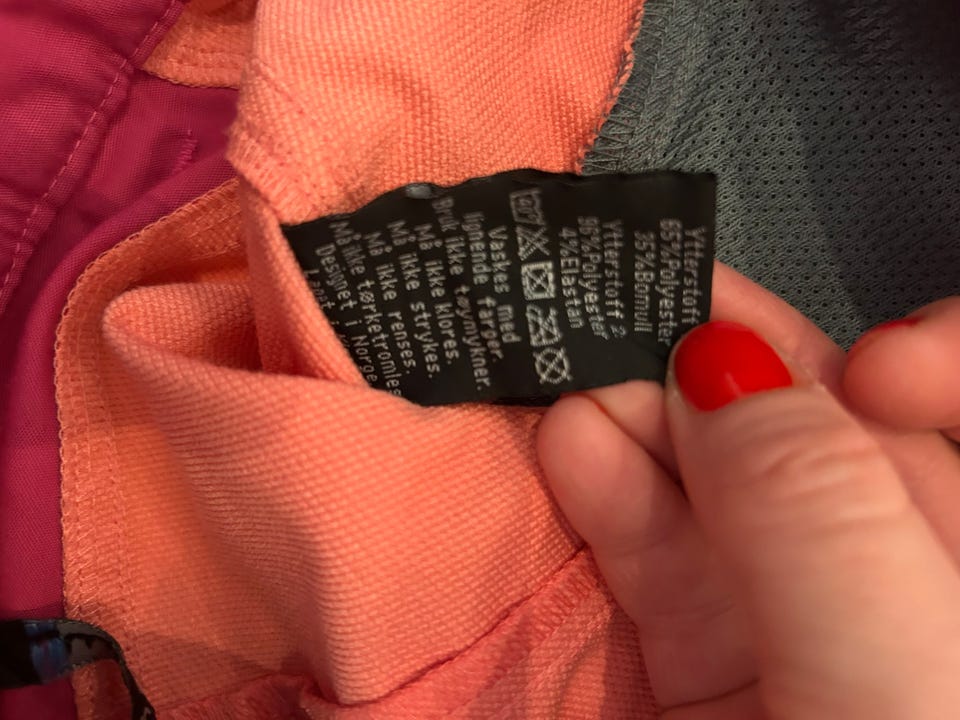 Ytterstoff
65%Polyester
35%Bomull
Ytterstoff 2
96%Polyester
4%Elastan
Vaskes med
lignende farger.
Bruk ikke tøymykner.
Må ikke klores.
Må ikke strykes.
Må ikke renses.
Må ikke tørketromles
Designet i Norge